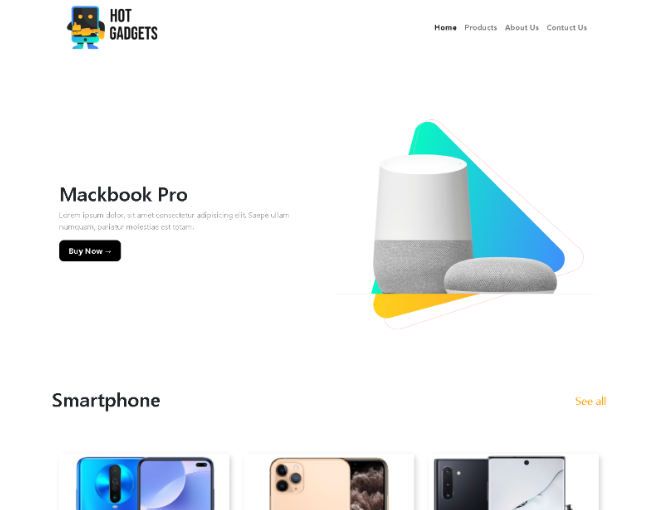 HOT
GADGETS
Home Products About Us Contuct Us
Mackbook Pro
Lorem ipsum dolor, sit amet consectetur adipisicing elit. Saepe ullam
numquam, pariatur molestiae est totam.
Buy Now →
Smartphone
See all